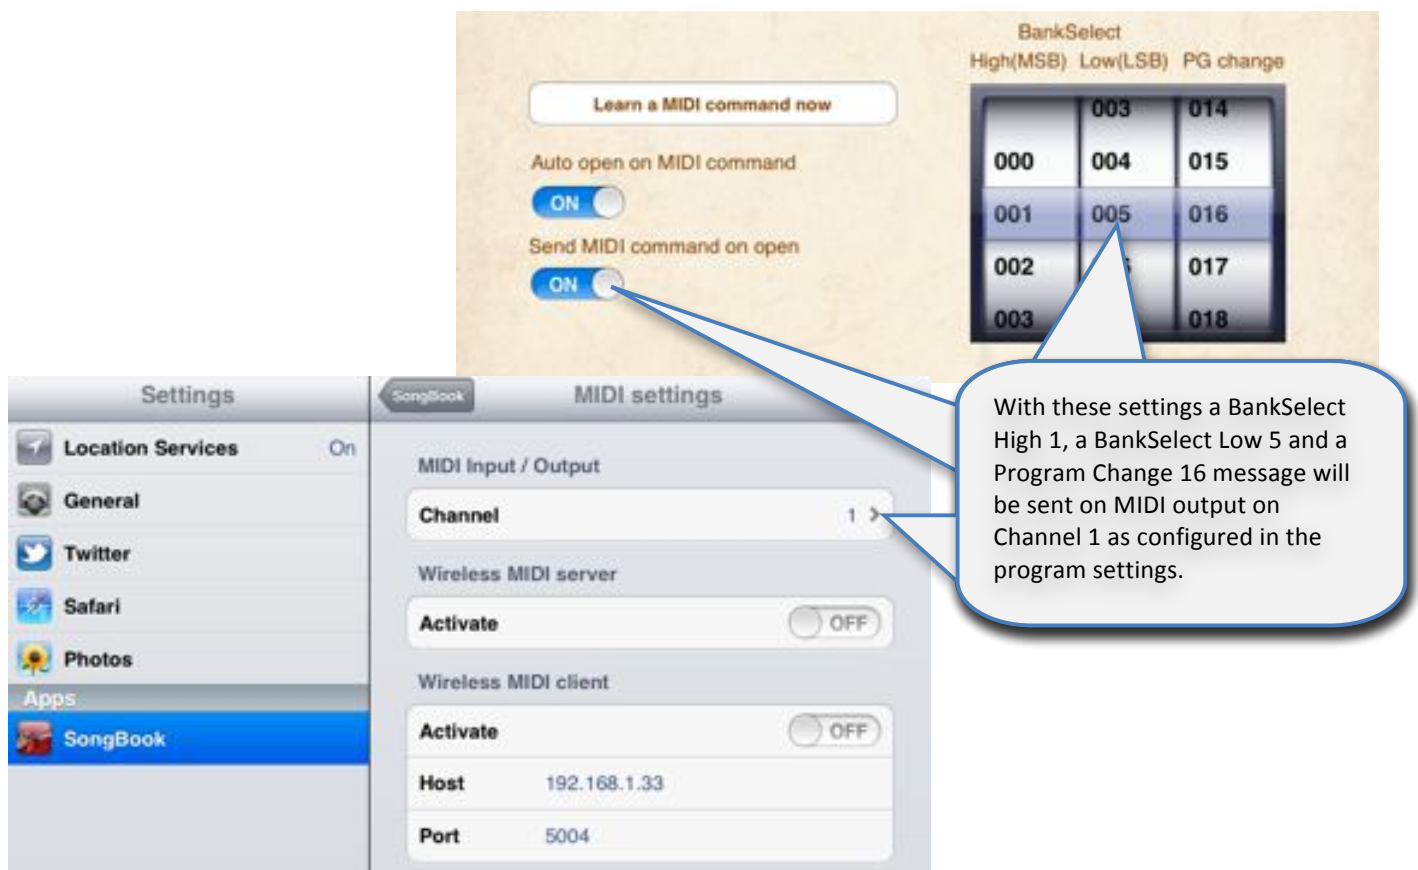 BankSelect
High(MSB) Low(LSB) PG change
Learn a MIDI command now
003 014
Auto open on MIDI command
000 004 015
ON
001 005 016
Send MIDI command on open
002 017
ON
003 018
Settings
SongBook
MIDI settings
Location Services On
General
Twitter
Safari
Photos
Apps
SongBook
MIDI Input / Output
Channel 1
Wireless MIDI server
Activate OFF
Wireless MIDI client
Activate OFF
Host 192.168.1.33
Port 5004
With these settings a BankSelect
High 1, a BankSelect Low 5 and a
Program Change 16 message will
be sent on MIDI output on
Channel 1 as configured in the
program settings.